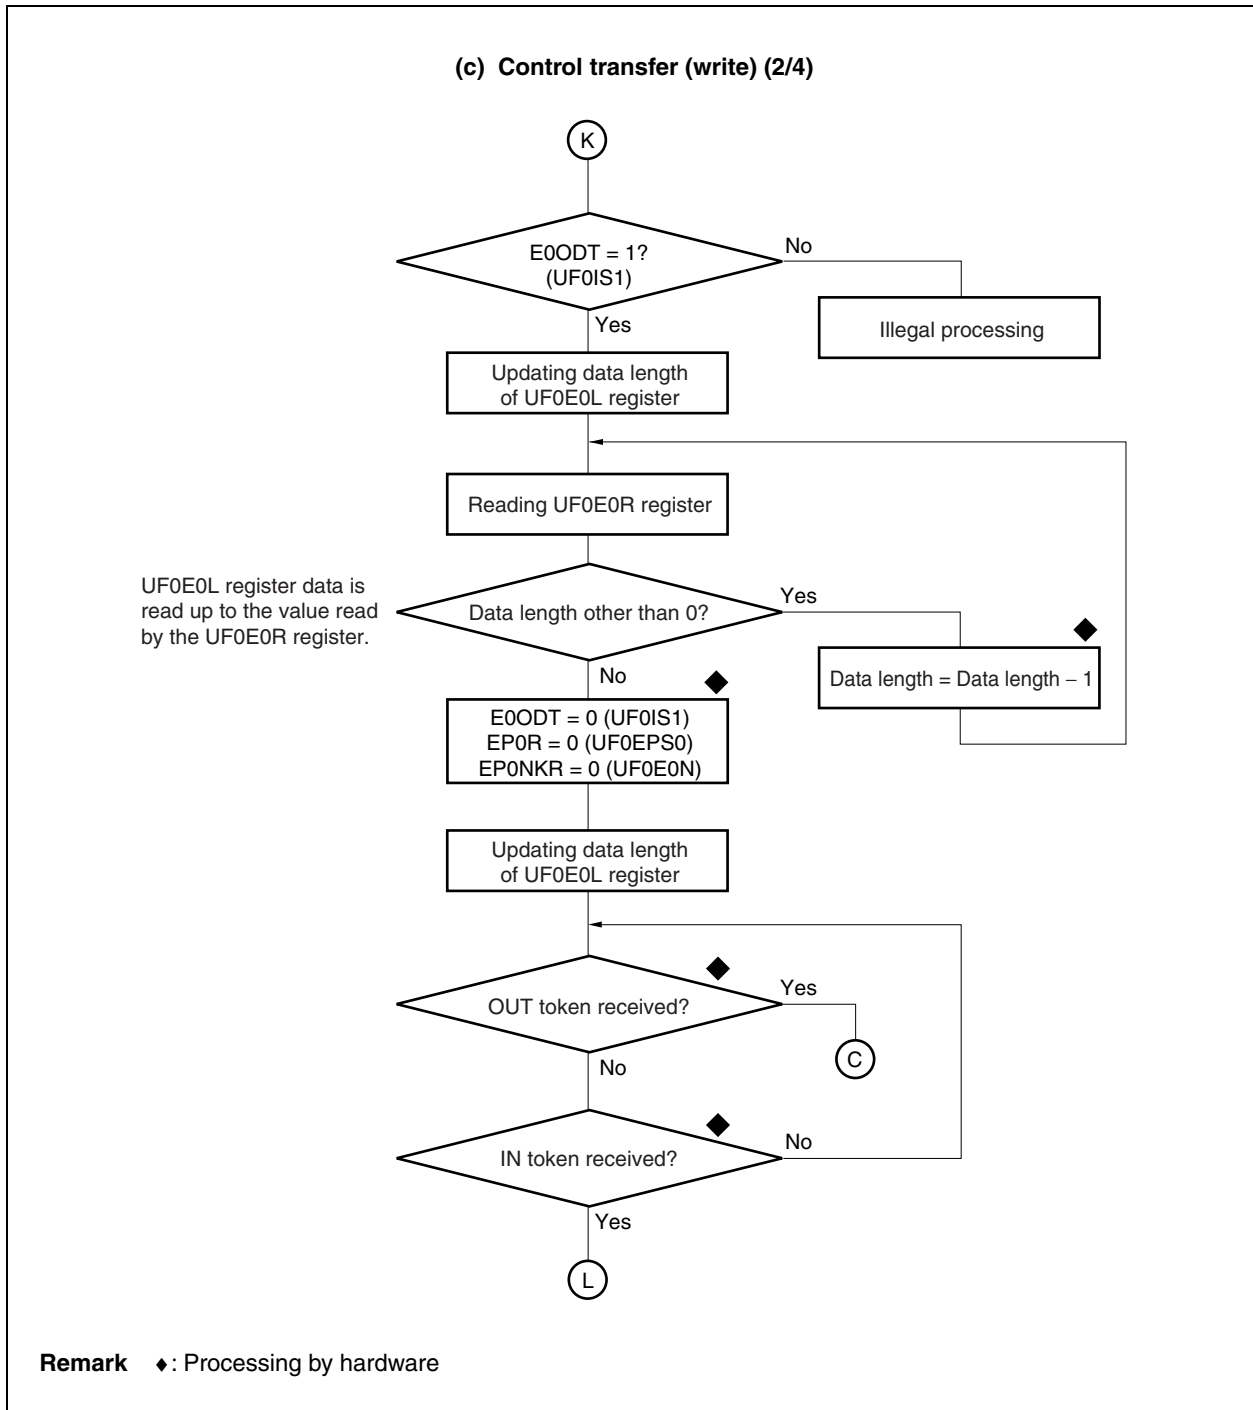 (c) Control transfer (write) (2/4)
K
E0ODT = 1?
(UF0IS1)
No
Illegal processing
Yes
Updating data length
of UF0E0L register
Reading UF0E0R register
UF0E0L register data is
read up to the value read
by the UF0E0R register.
Data length other than 0?
Yes
Data length = Data length − 1
No
E0ODT = 0 (UF0IS1)
EP0R = 0 (UF0EPS0)
EP0NKR = 0 (UF0E0N)
Updating data length
of UF0E0L register
OUT token received?
Yes
C
No
IN token received?
No
Yes
L
Remark ♦: Processing by hardware